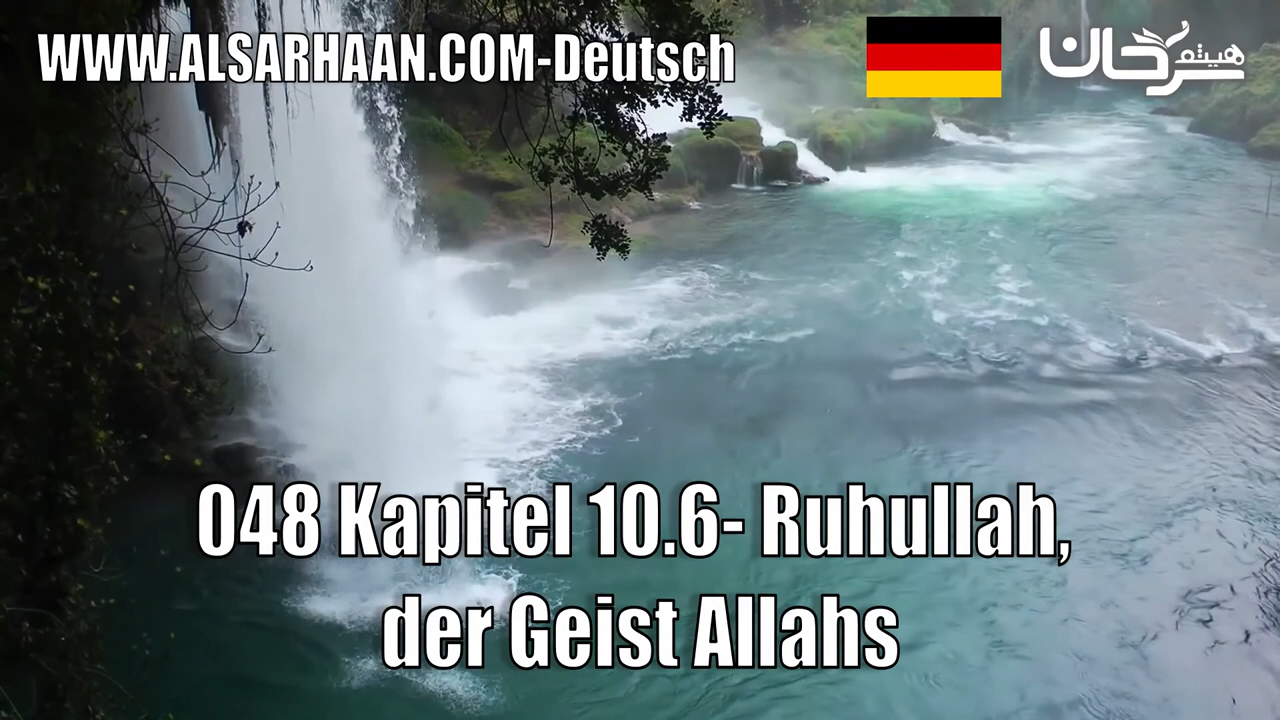 WWW.ALSARHAAN.COM-Deutsch
هيثم سرحان
048 Kapitel 10.6- Ruhullah,
der Geist Allahs